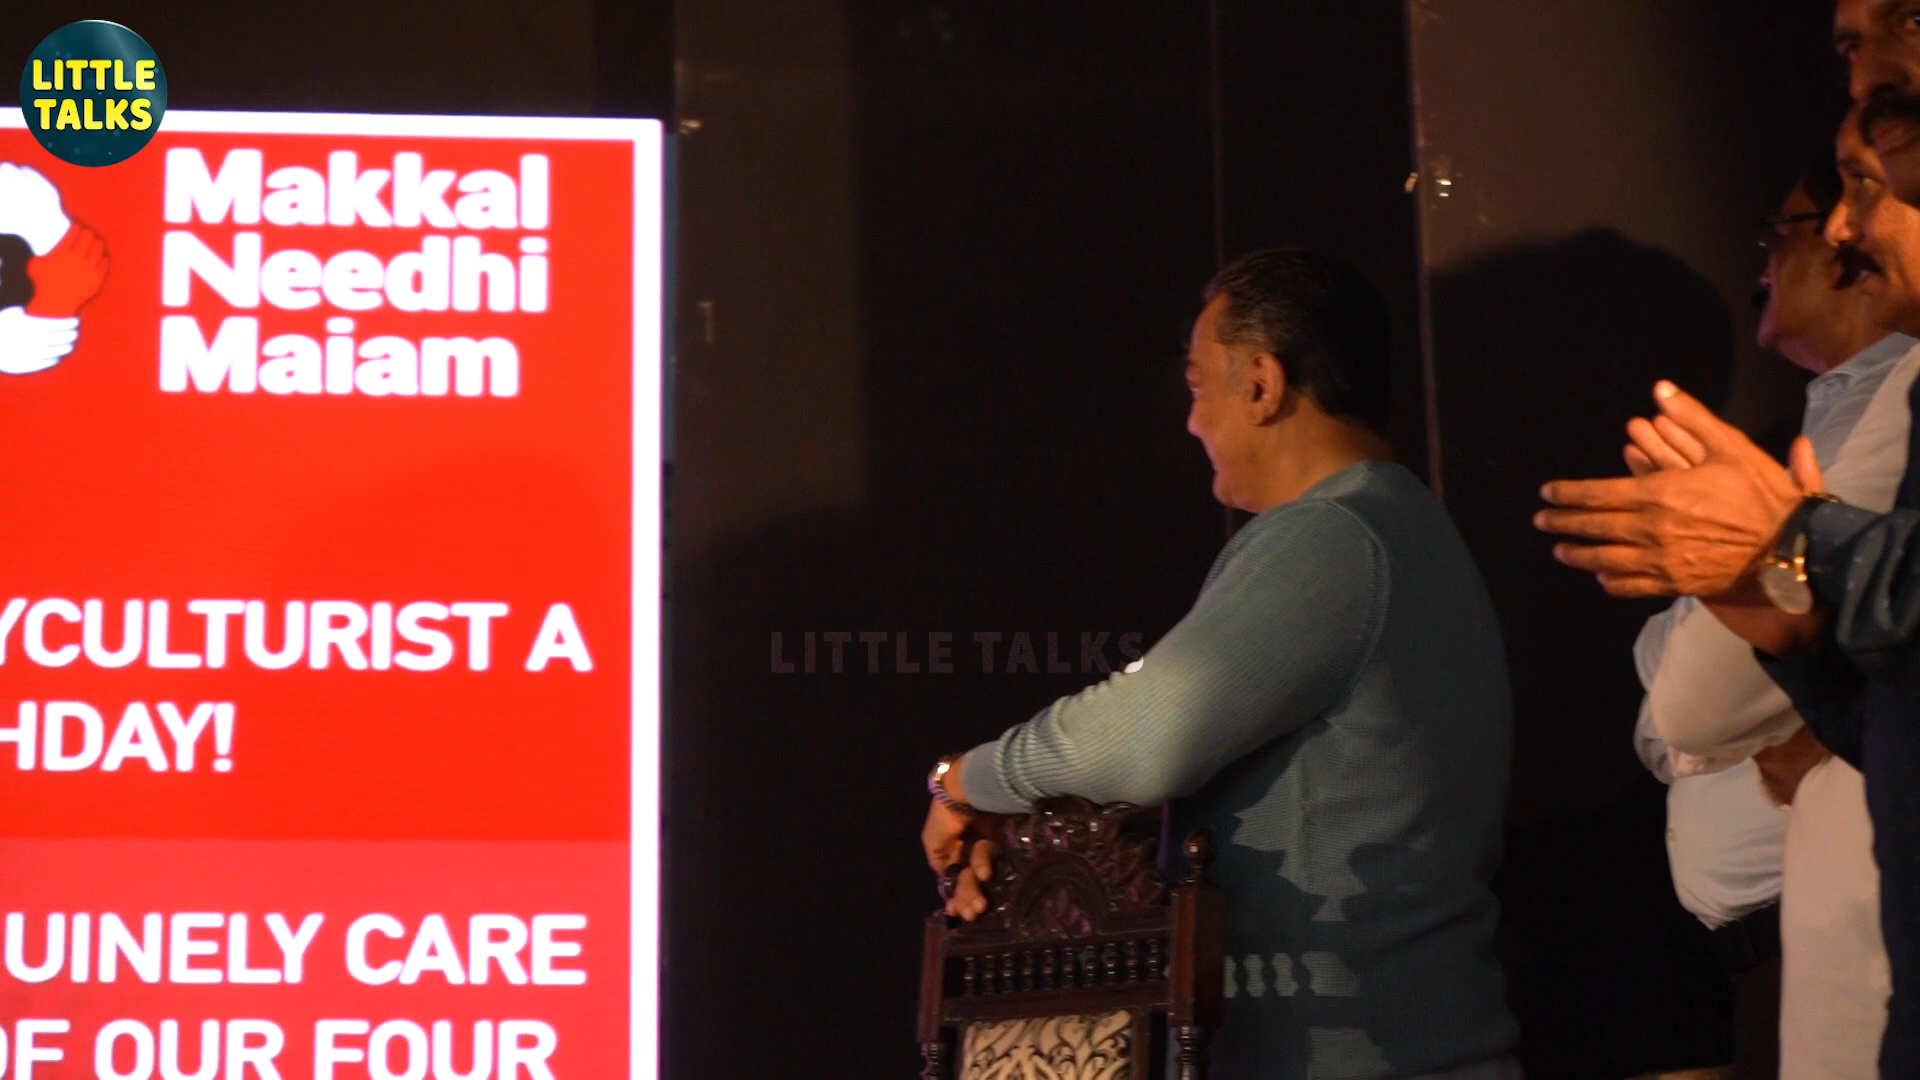 LITTLE
TALKS
Makkal
Needhi
Maiam
YCULTURIST A
HDAY!
LITTLE TALKS
UINELY CARE
OF OUR FOUR